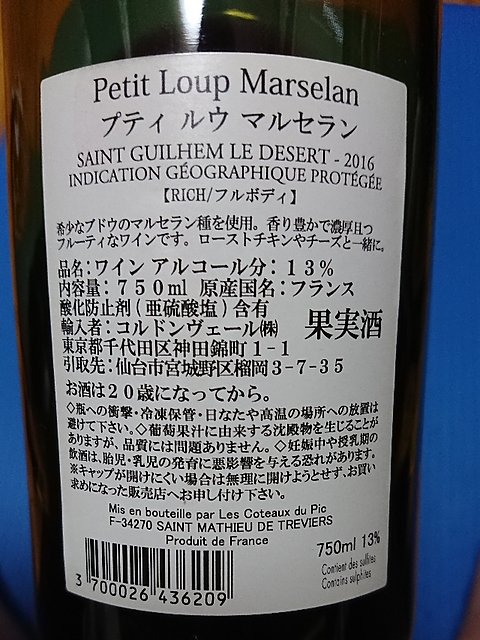 Petit Loup Marselan
プティ ルウ マルセラン
SAINT GUILHEM LE DESERT - 2016
INDICATION GÉOGRAPHIQUE PROTÉGÉE
【RICH/フルボディ】
希少なブドウのマルセラン種を使用。香り豊かで濃厚且つ
フルーティなワインです。ローストチキンやチーズと一緒に。
品名：ワイン アルコール分：１３％
内容量：７５０ml 原産国名：フランス
酸化防止剤(亜硫酸塩)含有
輸入者：コルドンヴェール㈱ 果実酒
東京都千代田区神田錦町１-１
引取先：仙台市宮城野区榴岡３-７-３５
お酒は２０歳になってから。
◇瓶への衝撃・冷凍保管・日なたや高温の場所への放置は
避けて下さい。◇葡萄果汁に由来する沈殿物を生じることが
ありますが、品質には問題ありません。◇妊娠中や授乳期の
飲酒は、胎児・乳児の発育に悪影響を与える恐れがあります。
※キャップが開けにくい場合は無理に開けようとせず、お買い
求めになった販売店へお申し付け下さい。
Mis en bouteille par Les Coteaux du Pic
F-34270 SAINT MATHIEU DE TREVIERS
Produit de France
750ml 13%
Contient des sulfites
Contains sulphites
3 700026 436209